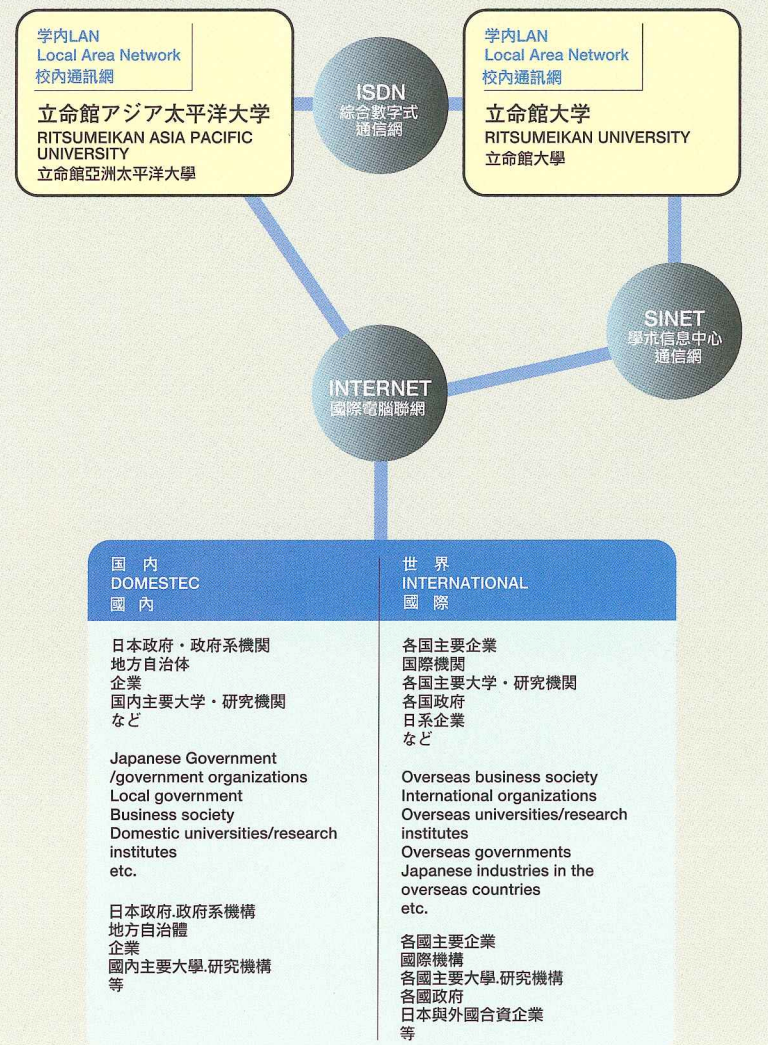 学内LAN
Local Area Network
校內通訊網
立命館アジア太平洋大学
RITSUMEIKAN ASIA PACIFIC
UNIVERSITY
立命館亞洲太平洋大學
ISDN
綜合數字式
通信網
学内LAN
Local Area Network
校內通訊網
立命館大学
RITSUMEIKAN UNIVERSITY
立命館大學
SINET
學朮信息中心
通信網
INTERNET
國際電腦聯網
国 内
DOMESTEC
國 內
日本政府・政府系機関
地方自治体
企業
国内主要大学・研究機関
など
Japanese Government
/government organizations
Local government
Business society
Domestic universities/research
institutes
etc.
日本政府.政府系機構
地方自治體
企業
國內主要大學.研究機構
等
世 界
INTERNATIONAL
國 際
各国主要企業
国際機関
各国主要大学・研究機関
各国政府
日系企業
など
Overseas business society
International organizations
Overseas universities/research
institutes
Overseas governments
Japanese industries in the
overseas countries
etc.
各國主要企業
國際機構
各國主要大學.研究機構
各國政府
日本與外國合資企業
等